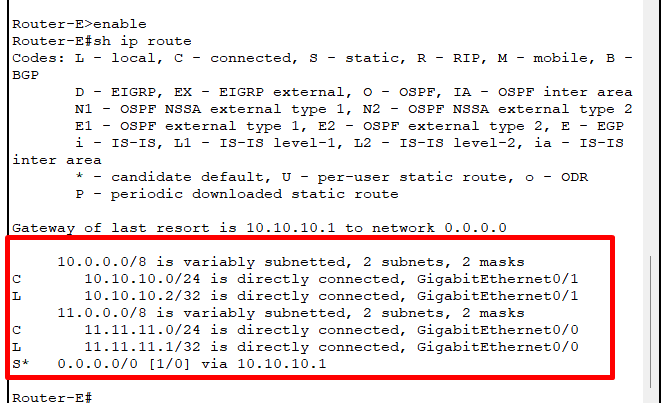 Router-E>enable
Router-E#sh ip route
Codes: L - local, C - connected, S - static, R - RIP, M - mobile, B -
BGP
D - EIGRP, EX - EIGRP external, O - OSPF, IA - OSPF inter area
N1 - OSPF NSSA external type 1, N2 - OSPF NSSA external type 2
E1 - OSPF external type 1, E2 - OSPF external type 2, E - EGP
i - IS-IS, L1 - IS-IS level-1, L2 - IS-IS level-2, ia - IS-IS
inter area
* - candidate default, U - per-user static route, o - ODR
P - periodic downloaded static route
Gateway of last resort is 10.10.10.1 to network 0.0.0.0
10.0.0.0/8 is variably subnetted, 2 subnets, 2 masks
C 10.10.10.0/24 is directly connected, GigabitEthernet0/1
L 10.10.10.2/32 is directly connected, GigabitEthernet0/1
11.0.0.0/8 is variably subnetted, 2 subnets, 2 masks
C 11.11.11.0/24 is directly connected, GigabitEthernet0/0
L 11.11.11.1/32 is directly connected, GigabitEthernet0/0
S* 0.0.0.0/0 [1/0] via 10.10.10.1
Router-E#